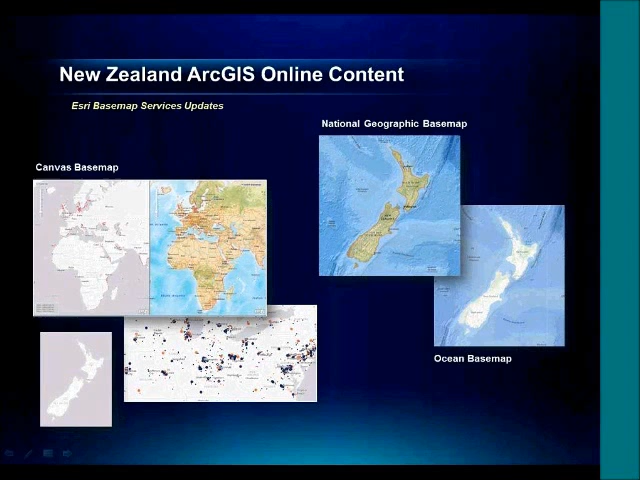 New Zealand ArcGIS Online Content
Esri Basemap Services Updates
National Geographic Basemap
Canvas Basemap
Ocean Basemap